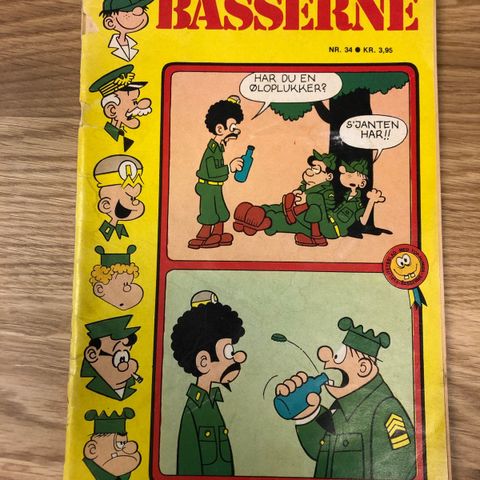 BASSERNE
NR. 34 ● KR. 3,95
HAR DU EN
ØLOPLUKKER?
S'JANTEN
HAR!!